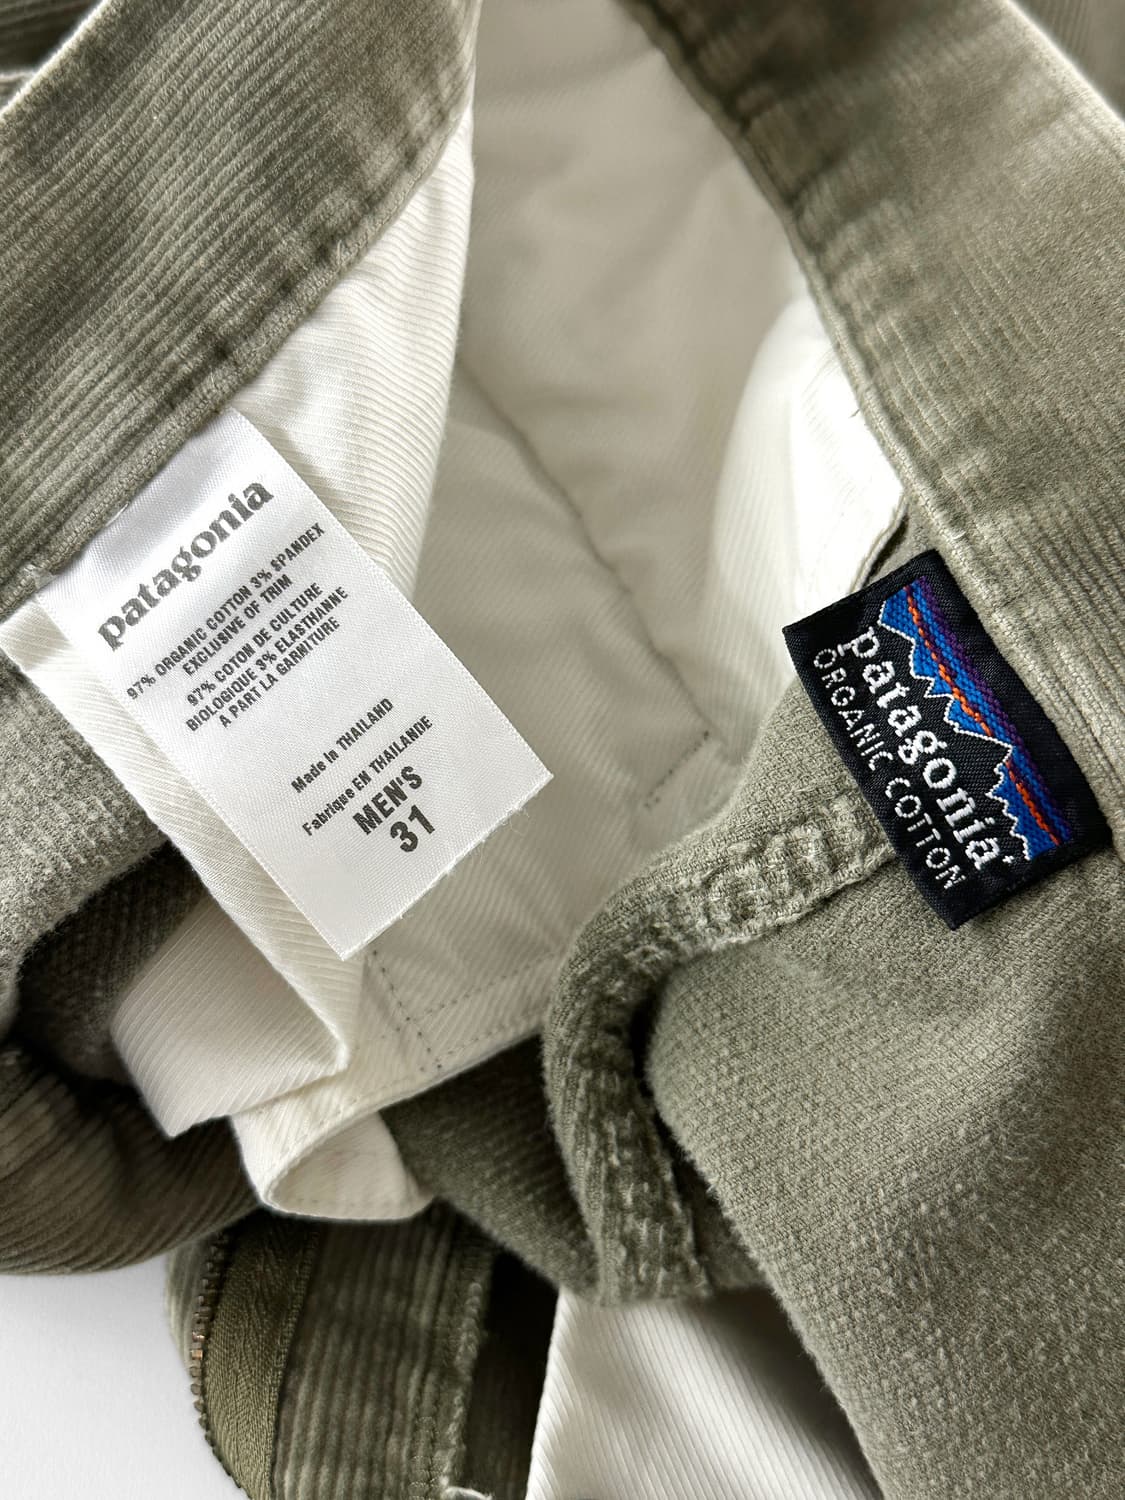 patagonia
97% ORGANIC COTTON 3% SPANDEX
EXCLUSIVE OF TRIM
97% COTON DE CULTURE
BIOLOGIQUE 3% ELASTHANNE
A PART LA GARNITURE
Made in THAILAND
Fabrique EN THAILANDE
MEN'S
31
patagonia®
ORGANIC COTTON